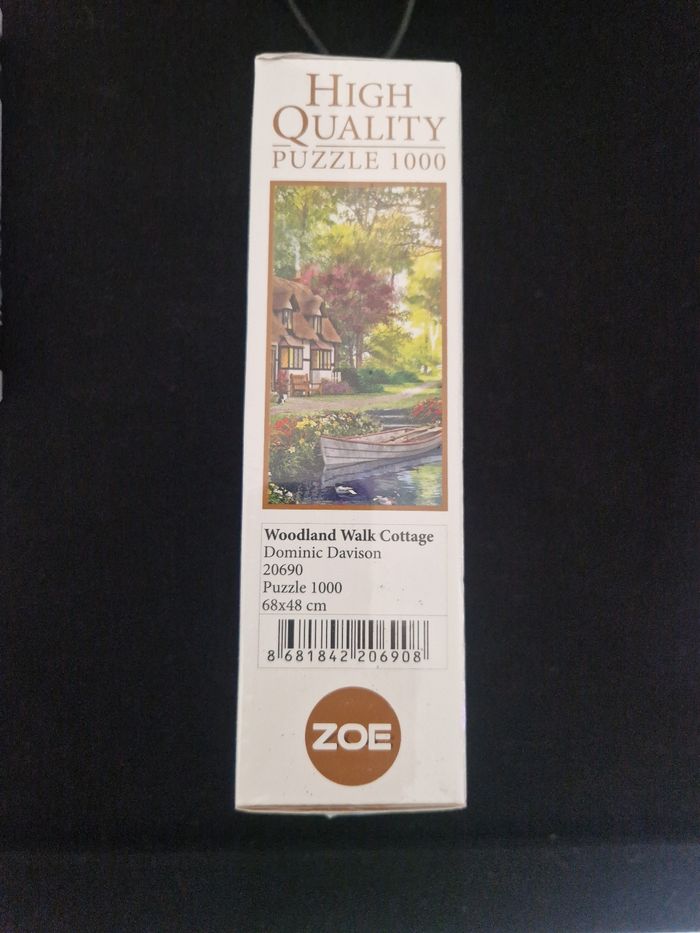 HIGH
QUALITY
PUZZLE 1000
Woodland Walk Cottage
Dominic Davison
20690
Puzzle 1000
68x48 cm
8 681842 206908
ZOE